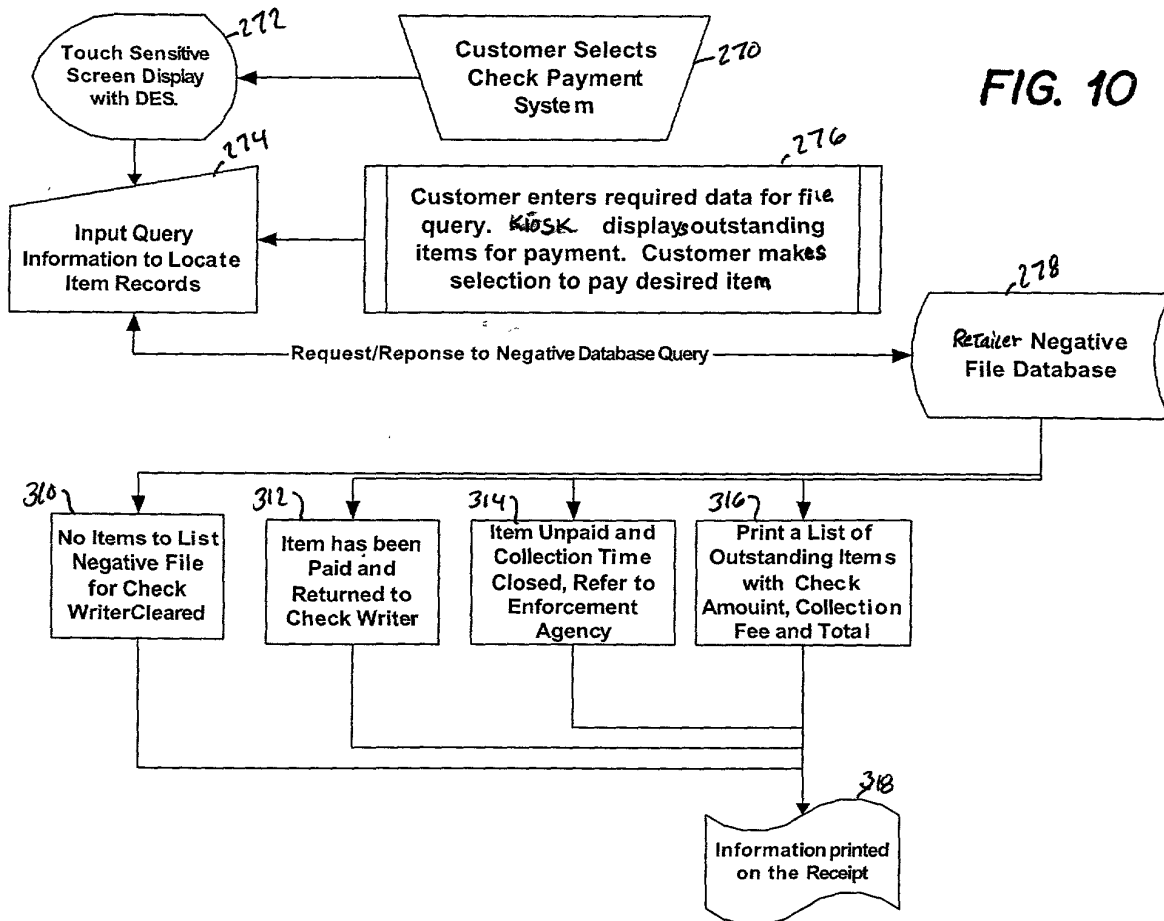 272
Touch Sensitive
Screen Display
with DES.
Customer Selects
Check Payment
System
270
FIG. 10
274
Input Query
Information to Locate
Item Records
276
Customer enters required data for file
query. KIOSK displays outstanding
items for payment. Customer makes
selection to pay desired item
278
Retailer Negative
File Database
Request/Reponse to Negative Database Query
310
No Items to List
Negative File
for Check
WriterCleared
312
Item has been
Paid and
Returned to
Check Writer
314
Item Unpaid and
Collection Time
Closed, Refer to
Enforcement
Agency
316
Print a List of
Outstanding Items
with Check
Amount, Collection
Fee and Total
318
Information printed
on the Receipt